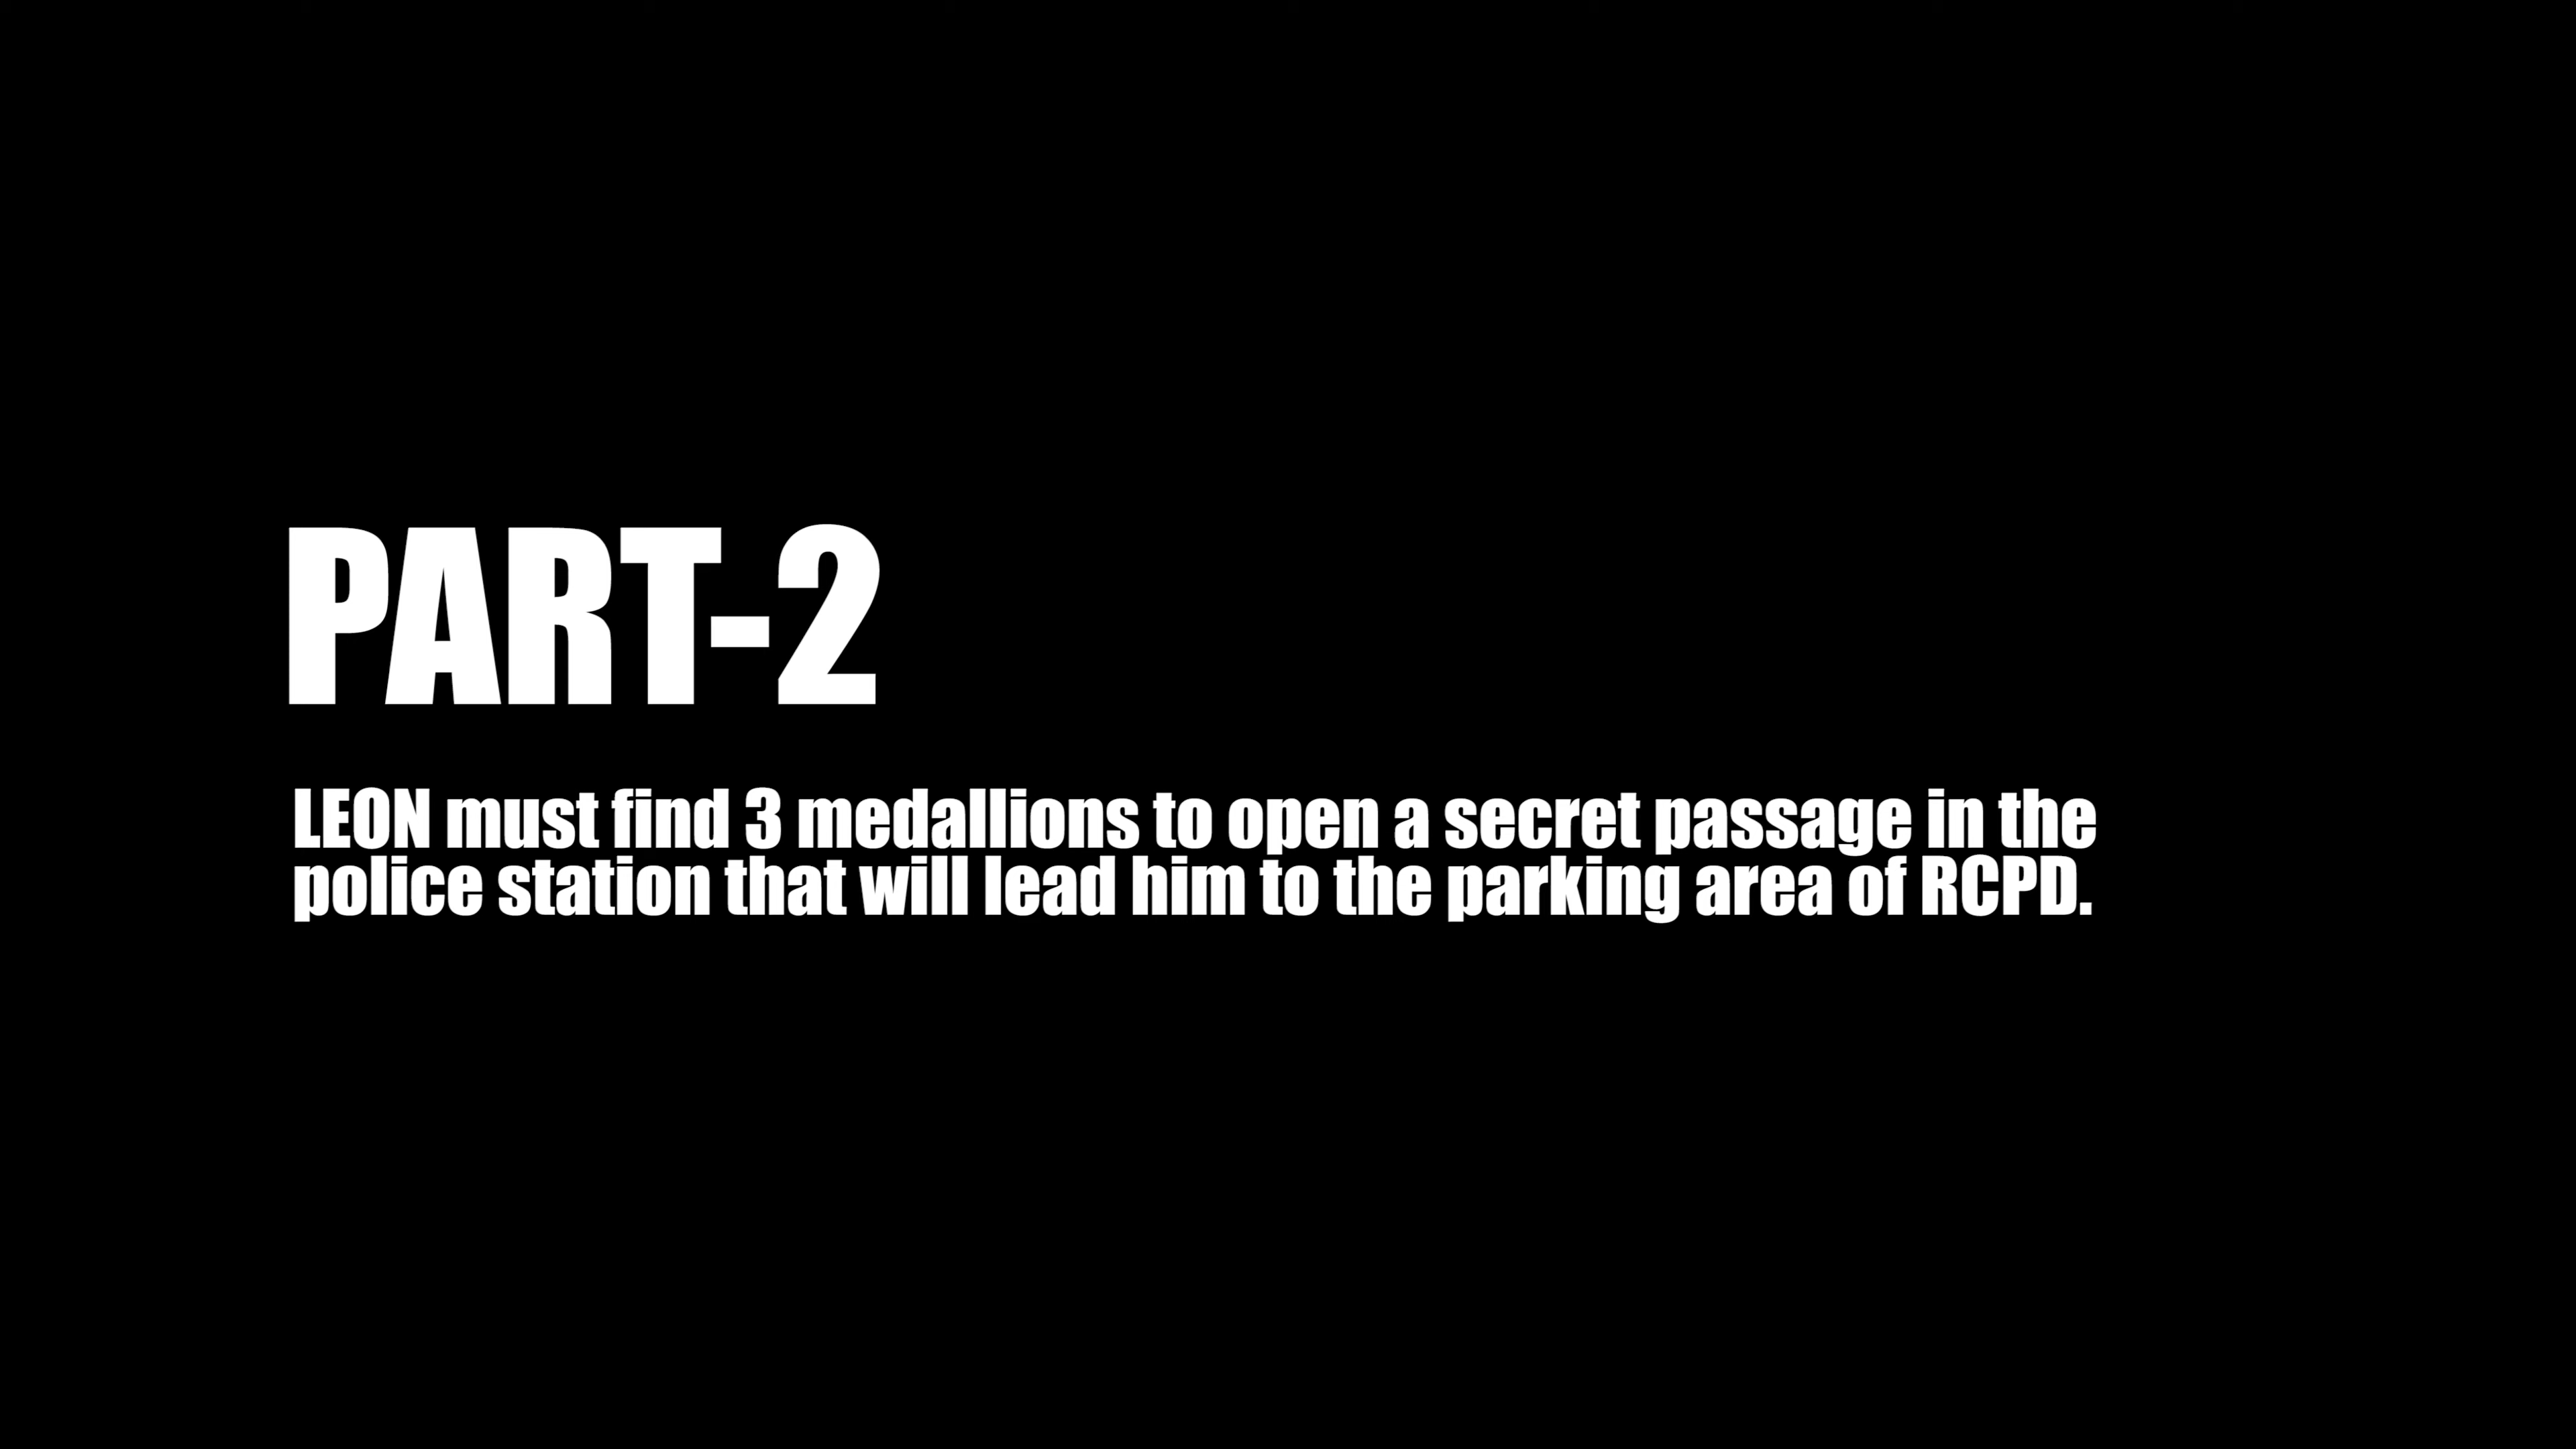 PART-2
LEON must find 3 medallions to open a secret passage in the
police station that will lead him to the parking area of RCPD.